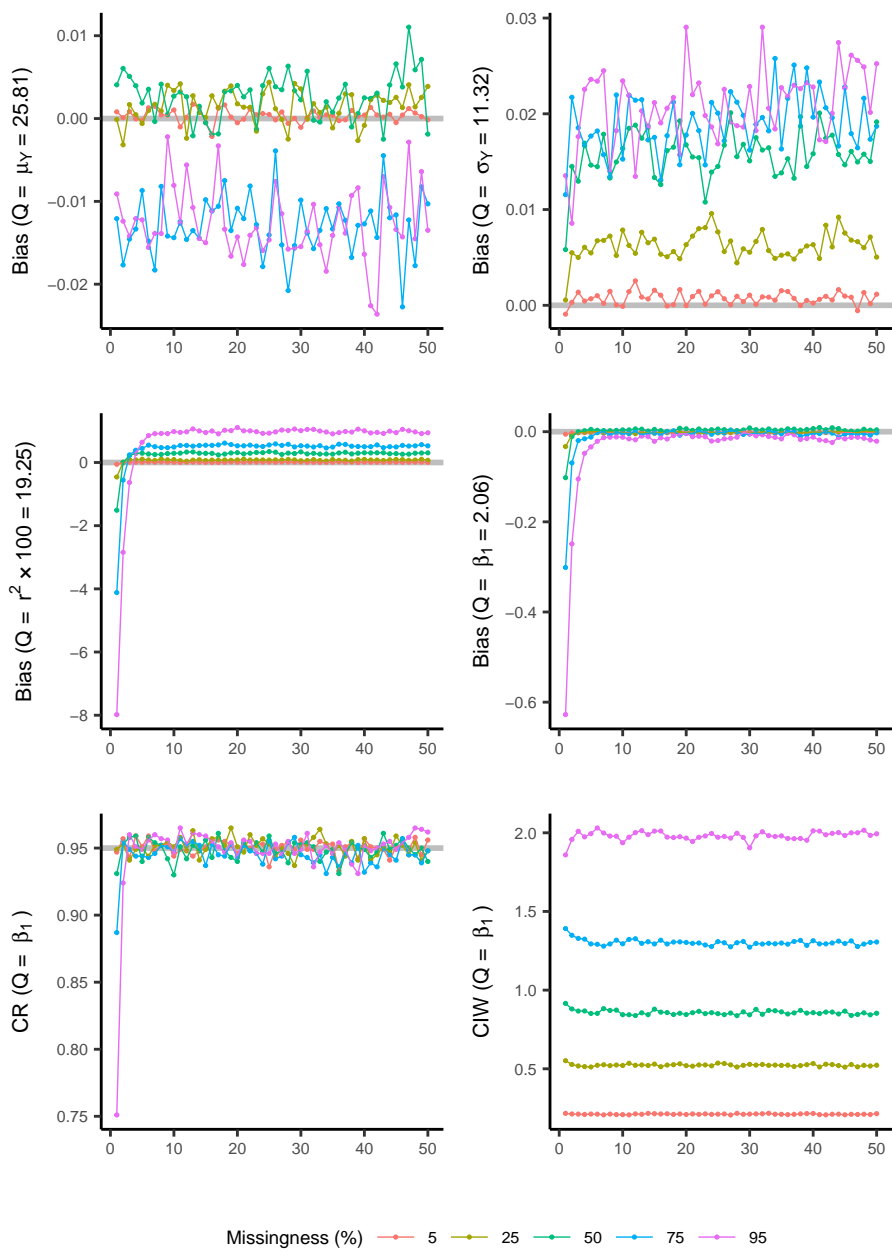 0.01
0.00
−0.01
−0.02
Bias (Q = μY = 25.81)
0 10 20 30 40 50
0.03
0.02
0.01
0.00
Bias (Q = σY = 11.32)
0 10 20 30 40 50
0
−2
−4
−6
−8
Bias (Q = r² × 100 = 19.25)
0 10 20 30 40 50
0.0
−0.2
−0.4
−0.6
Bias (Q = β1 = 2.06)
0 10 20 30 40 50
0.95
0.90
0.85
0.80
0.75
CR (Q = β1)
0 10 20 30 40 50
2.0
1.5
1.0
0.5
CIW (Q = β1)
0 10 20 30 40 50
Missingness (%) 5 25 50 75 95